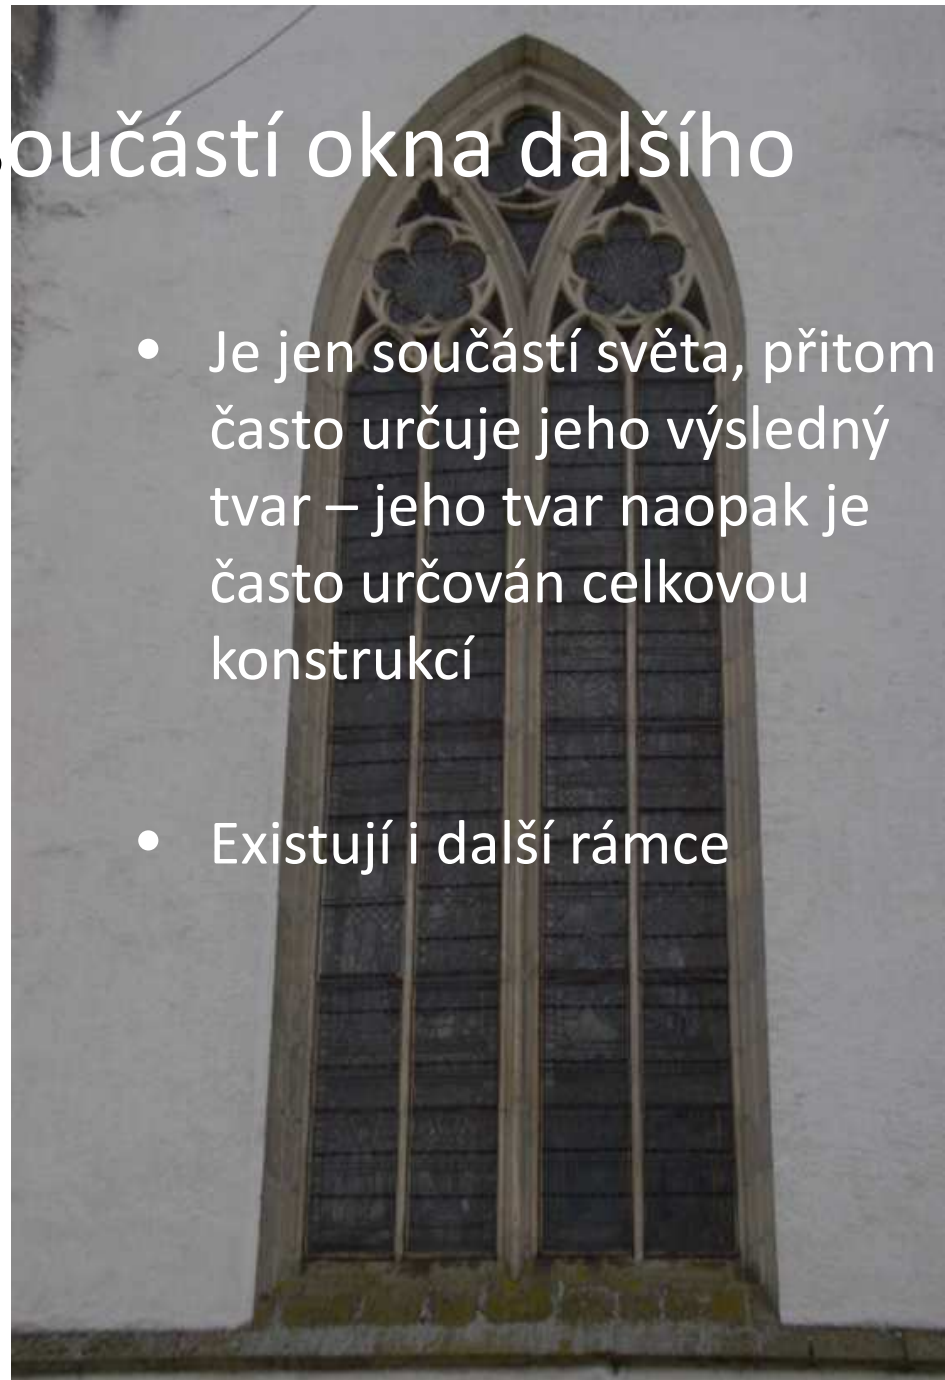 součástí okna dalšího
• Je jen součástí světa, přitom
často určuje jeho výsledný
tvar – jeho tvar naopak je
často určován celkovou
konstrukcí
• Existují i další rámce